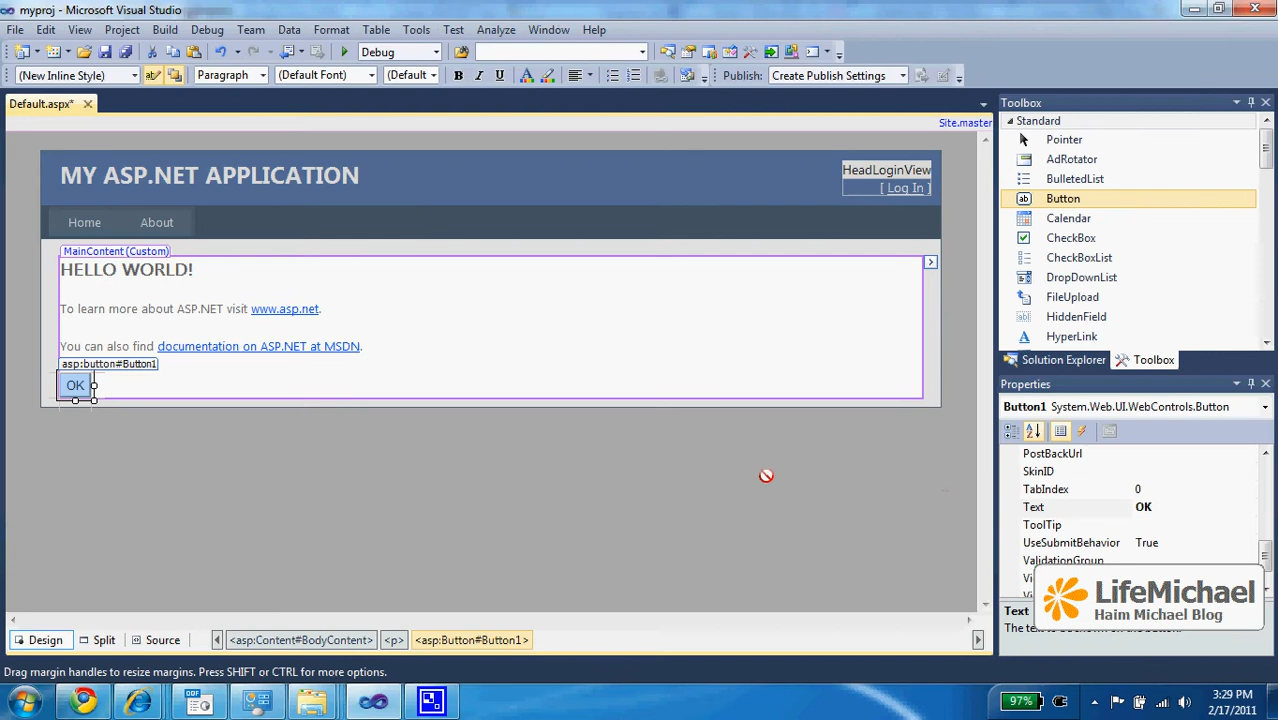 myproj - Microsoft Visual Studio
File Edit View Project Build Debug Team Data Format Table Tools Test Analyze Window Help
Debug
(New Inline Style) Paragraph (Default Font) (Default B I U A Publish: Create Publish Settings
Default.aspx*
Site.master
MY ASP.NET APPLICATION
HeadLoginView
[ Log In ]
Home About
MainContent (Custom)
HELLO WORLD!
To learn more about ASP.NET visit www.asp.net.
You can also find documentation on ASP.NET at MSDN.
asp:button#Button1
OK
Design Split Source <asp:Content#BodyContent> <p> <asp:Button#Button1>
Drag margin handles to resize margins. Press SHIFT or CTRL for more options.
Toolbox
Standard
Pointer
AdRotator
BulletedList
ab Button
Calendar
CheckBox
CheckBoxList
DropDownList
FileUpload
abl HiddenField
A HyperLink
Solution Explorer Toolbox
Properties
Button1 System.Web.UI.WebControls.Button
PostBackUrl
SkinID
TabIndex 0
Text OK
ToolTip
UseSubmitBehavior True
ValidationGroup
Text
LifeMichael
Haim Michael Blog
97%
3:29 PM
2/17/2011